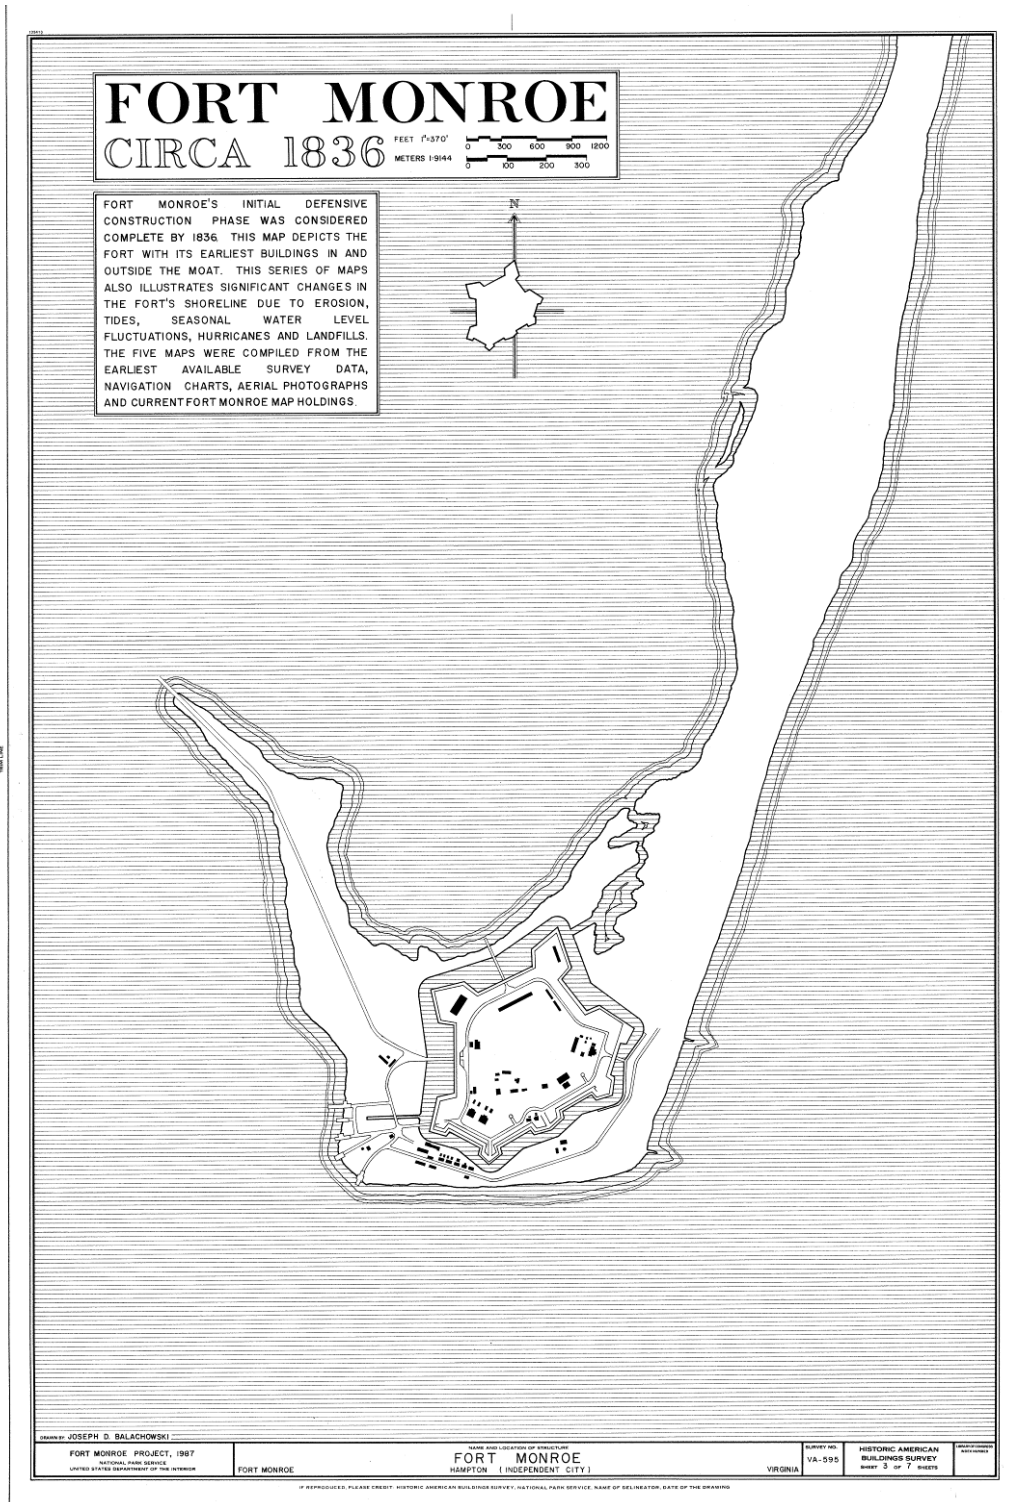 FORT MONROE
CIRCA 1836
FEET 1"=370'
0 300 600 900 1200
METERS 1:9144
0 100 200 300
FORT MONROE'S INITIAL DEFENSIVE
CONSTRUCTION PHASE WAS CONSIDERED
COMPLETE BY 1836. THIS MAP DEPICTS THE
FORT WITH ITS EARLIEST BUILDINGS IN AND
OUTSIDE THE MOAT. THIS SERIES OF MAPS
ALSO ILLUSTRATES SIGNIFICANT CHANGES IN
THE FORT'S SHORELINE DUE TO EROSION,
TIDES, SEASONAL WATER LEVEL
FLUCTUATIONS, HURRICANES AND LANDFILLS.
THE FIVE MAPS WERE COMPILED FROM THE
EARLIEST AVAILABLE SURVEY DATA,
NAVIGATION CHARTS, AERIAL PHOTOGRAPHS
AND CURRENT FORT MONROE MAP HOLDINGS.
N
TRIM LINE
DRAWN BY: JOSEPH D. BALACHOWSKI
FORT MONROE PROJECT, 1987
NATIONAL PARK SERVICE
UNITED STATES DEPARTMENT OF THE INTERIOR
FORT MONROE
NAME AND LOCATION OF STRUCTURE
FORT MONROE
HAMPTON (INDEPENDENT CITY)
VIRGINIA
SURVEY NO.
VA-595
HISTORIC AMERICAN
BUILDINGS SURVEY
SHEET 3 OF 7 SHEETS
LIBRARY OF CONGRESS
INDEX NUMBER
IF REPRODUCED, PLEASE CREDIT: HISTORIC AMERICAN BUILDINGS SURVEY, NATIONAL PARK SERVICE, NAME OF DELINEATOR, DATE OF THE DRAWING